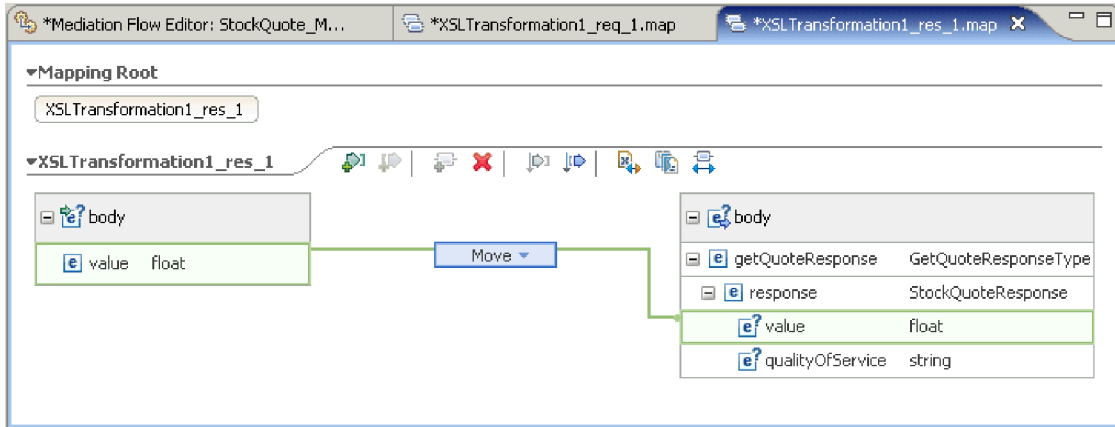 *Mediation Flow Editor: StockQuote_M... *XSLTransformation1_req_1.map *XSLTransformation1_res_1.map
Mapping Root
XSLTransformation1_res_1
XSLTransformation1_res_1
body
value float
Move
body
getQuoteResponse GetQuoteResponseType
response StockQuoteResponse
value float
qualityOfService string